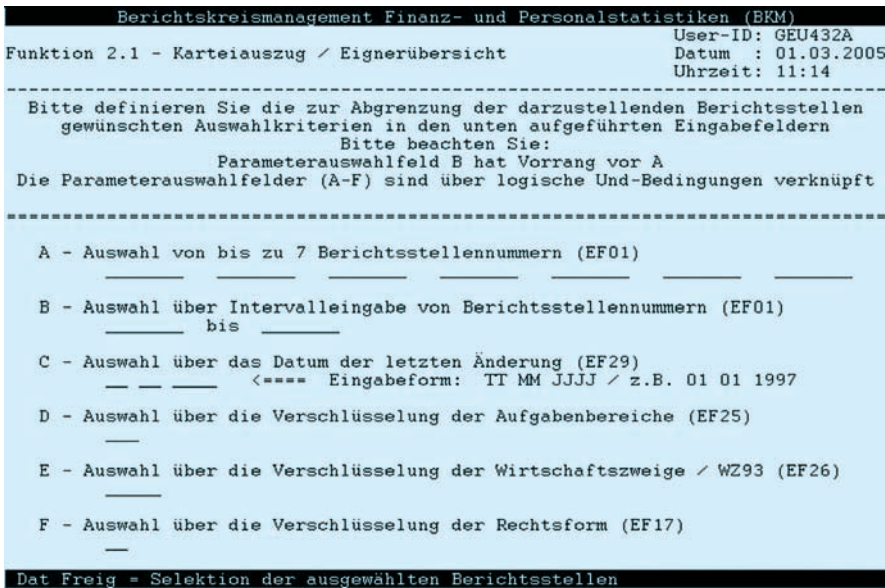 Berichtskreismanagement Finanz- und Personalstatistiken (BKM)
User-ID: GEU432A
Funktion 2.1 - Karteiauszug / Eignerübersicht Datum : 01.03.2005
Uhrzeit: 11:14
Bitte definieren Sie die zur Abgrenzung der darzustellenden Berichtsstellen
gewünschten Auswahlkriterien in den unten aufgeführten Eingabefeldern
Bitte beachten Sie:
Parameterauswahlfeld B hat Vorrang vor A
Die Parameterauswahlfelder (A-F) sind über logische Und-Bedingungen verknüpft
A - Auswahl von bis zu 7 Berichtsstellennummern (EF01)
B - Auswahl über Intervalleingabe von Berichtsstellennummern (EF01)
bis
C - Auswahl über das Datum der letzten Änderung (EF29)
<==== Eingabeform: TT MM JJJJ / z.B. 01 01 1997
D - Auswahl über die Verschlüsselung der Aufgabenbereiche (EF25)
E - Auswahl über die Verschlüsselung der Wirtschaftszweige / WZ93 (EF26)
F - Auswahl über die Verschlüsselung der Rechtsform (EF17)
Dat Freig = Selektion der ausgewählten Berichtsstellen